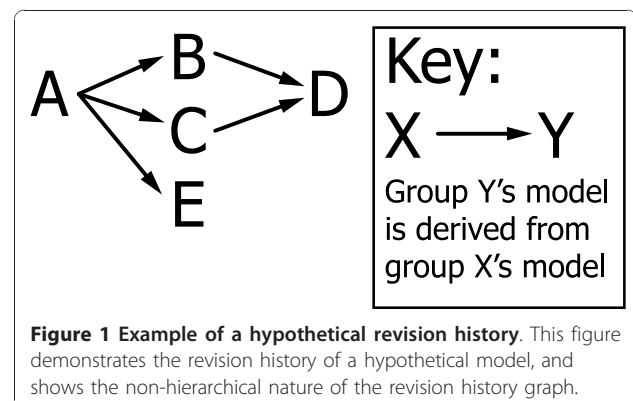 A
B
C
D
E
Key:
X Y
Group Y's model
is derived from
group X's model
Figure 1 Example of a hypothetical revision history. This figure
demonstrates the revision history of a hypothetical model, and
shows the non-hierarchical nature of the revision history graph.